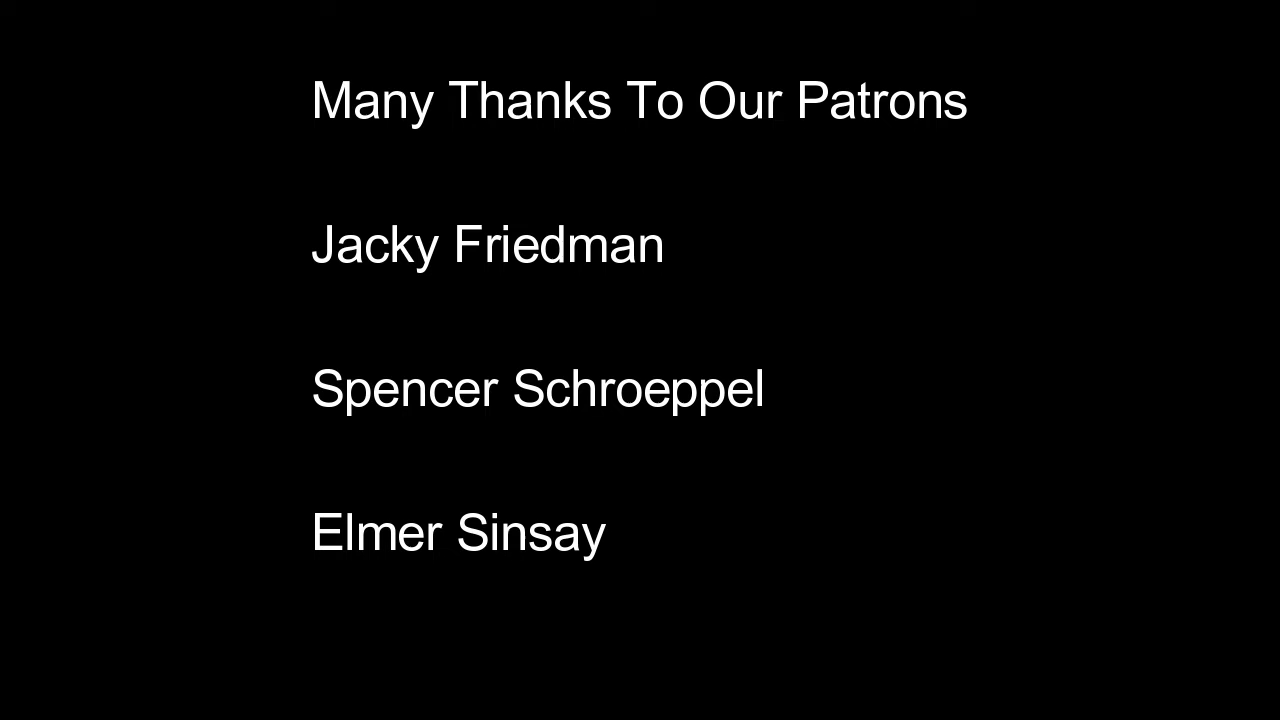 Many Thanks To Our Patrons
Jacky Friedman
Spencer Schroeppel
Elmer Sinsay